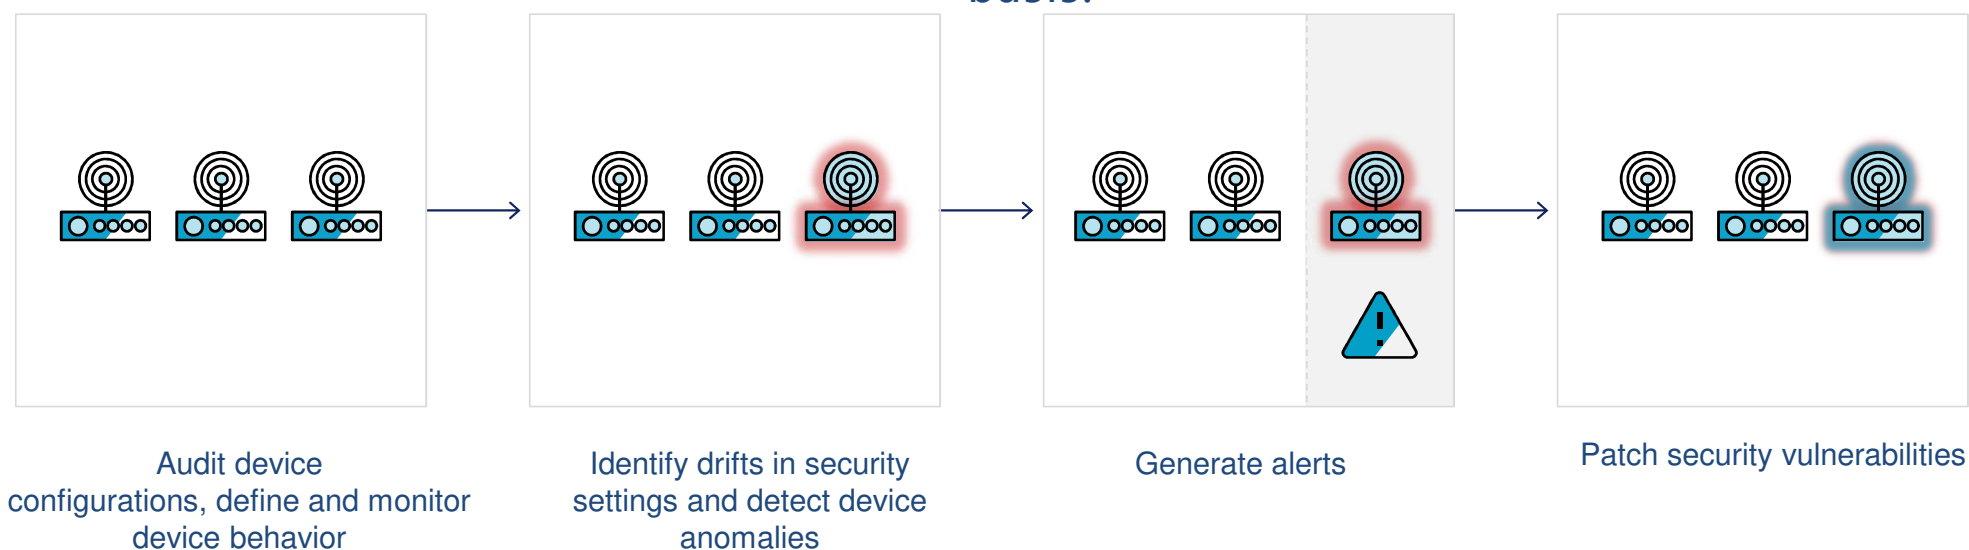 basis.
Audit device
configurations, define and monitor
device behavior
Identify drifts in security
settings and detect device
anomalies
Generate alerts
Patch security vulnerabilities